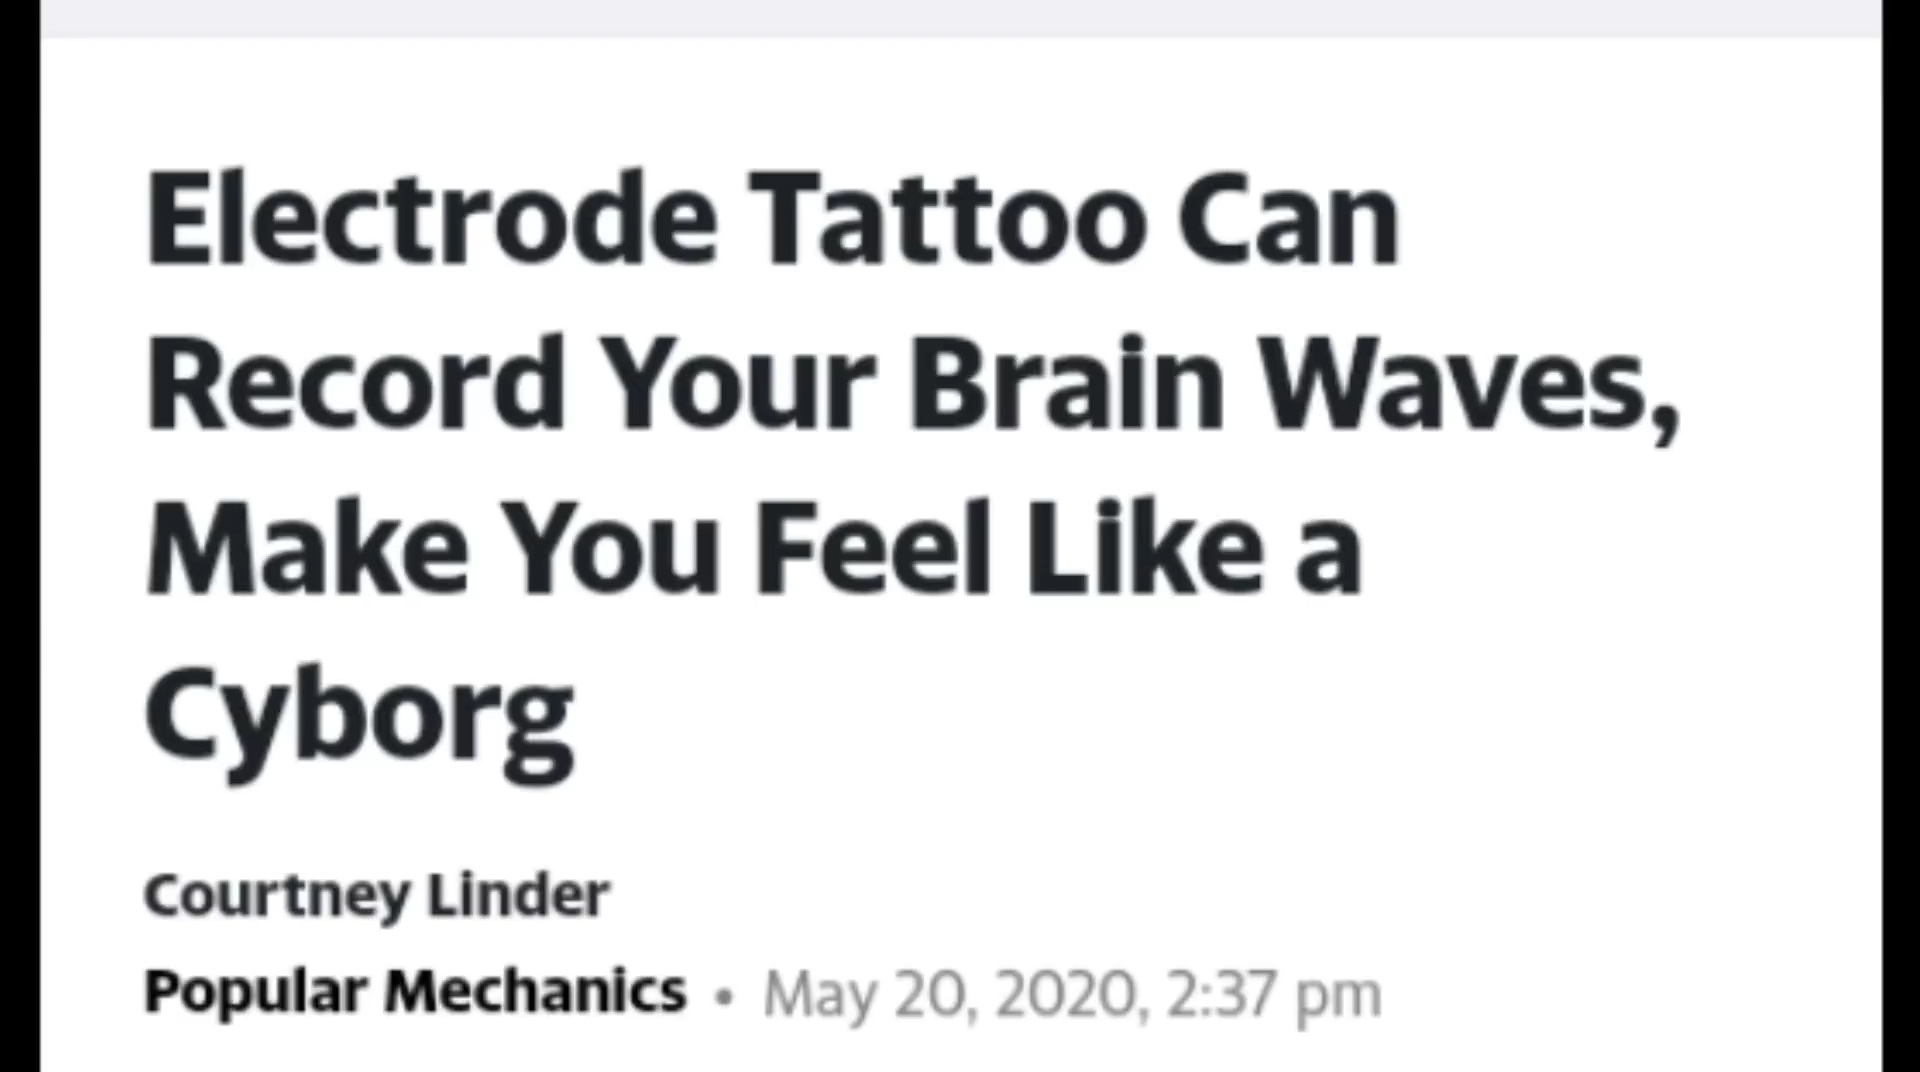 Electrode Tattoo Can
Record Your Brain Waves,
Make You Feel Like a
Cyborg
Courtney Linder
Popular Mechanics • May 20, 2020, 2:37 pm